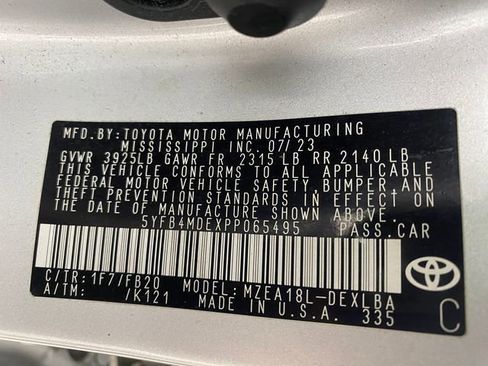 MFD.BY:TOYOTA MOTOR MANUFACTURING
MISSISSIPPI INC. 07/23
GVWR 3925LB GAWR FR 2315 LB RR 2140 LB
THIS VEHICLE CONFORMS TO ALL APPLICABLE
FEDERAL MOTOR VEHICLE SAFETY,BUMPER,AND
THEFT PREVENTION STANDARDS IN EFFECT ON
THE DATE OF MANUFACTURE SHOWN ABOVE.
5YFB4MDEXPP065495 PASS.CAR
C/TR:1F7/FB20 MODEL:MZEA18L-DEXLBA
A/TM: /K121 MADE IN U.S.A. 335
TOYOTA
C